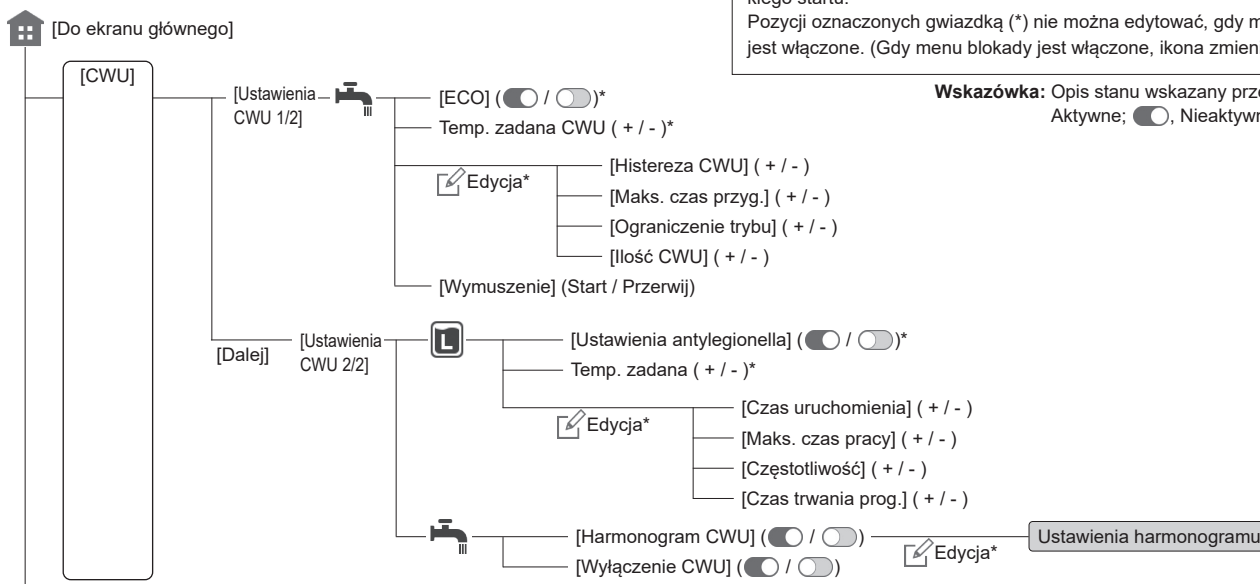 kiego startu.
Pozycji oznaczonych gwiazdką (*) nie można edytować, gdy
jest włączone. (Gdy menu blokady jest włączone, ikona
Wskazówka: Opis stanu wskazany
Aktywne; ,
[Do ekranu głównego]
[CWU]
[Ustawienia
CWU 1/2]
[ECO] ( / )*
Temp. zadana CWU ( + / - )*
Edycja*
[Histereza CWU] ( + / - )
[Maks. czas przyg.] ( + / - )
[Ograniczenie trybu] ( + / - )
[Ilość CWU] ( + / - )
[Wymuszenie] (Start / Przerwij)
[Dalej]
[Ustawienia
CWU 2/2]
L
[Ustawienia antylegionella] ( / )*
Temp. zadana ( + / - )*
Edycja*
[Czas uruchomienia] ( + / - )
[Maks. czas pracy] ( + / - )
[Częstotliwość] ( + / - )
[Czas trwania prog.] ( + / - )
[Harmonogram CWU] ( / )
Edycja*
Ustawienia harmonogramu
[Wyłączenie CWU] ( / )